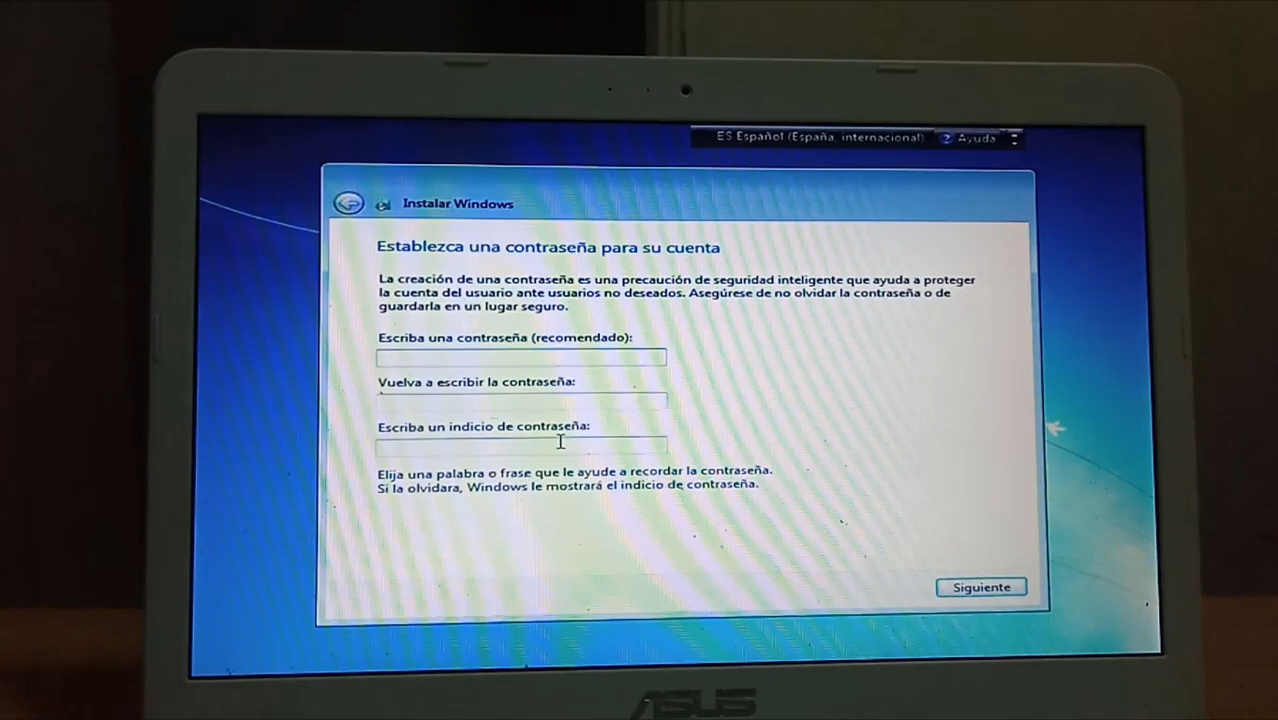 ES Español (España, internacional) ? Ayuda
Instalar Windows
Establezca una contraseña para su cuenta
La creación de una contraseña es una precaución de seguridad inteligente que ayuda a proteger
la cuenta del usuario ante usuarios no deseados. Asegúrese de no olvidar la contraseña o de
guardarla en un lugar seguro.
Escriba una contraseña (recomendado):
Vuelva a escribir la contraseña:
Escriba un indicio de contraseña:
Elija una palabra o frase que le ayude a recordar la contraseña.
Si la olvidara, Windows le mostrará el indicio de contraseña.
Siguiente
ASUS